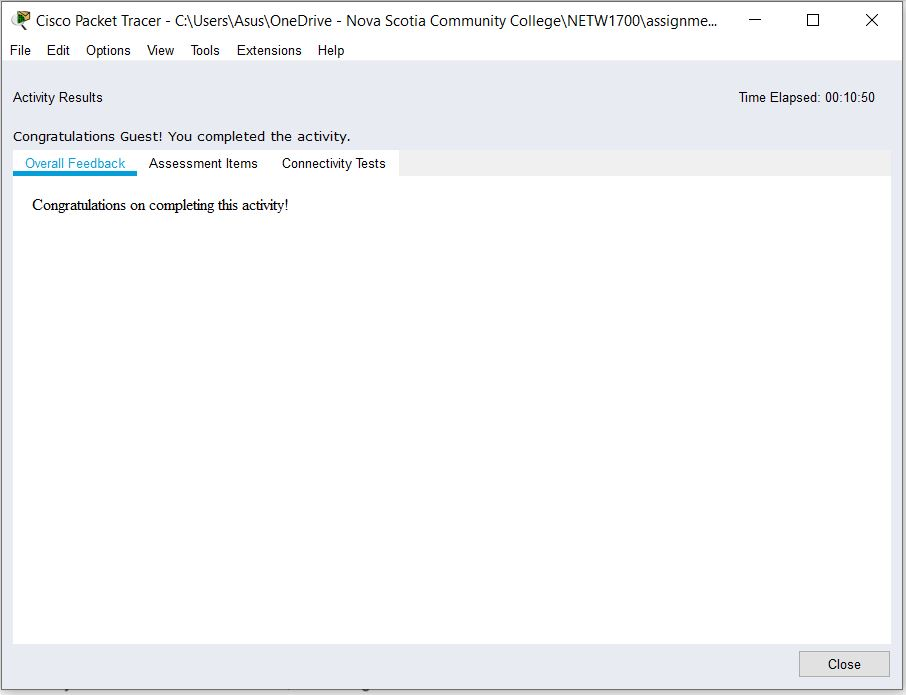 Cisco Packet Tracer - C:\Users\Asus\OneDrive - Nova Scotia Community College\NETW1700\assignme...
File Edit Options View Tools Extensions Help
Activity Results Time Elapsed: 00:10:50
Congratulations Guest! You completed the activity.
Overall Feedback Assessment Items Connectivity Tests
Congratulations on completing this activity!
Close